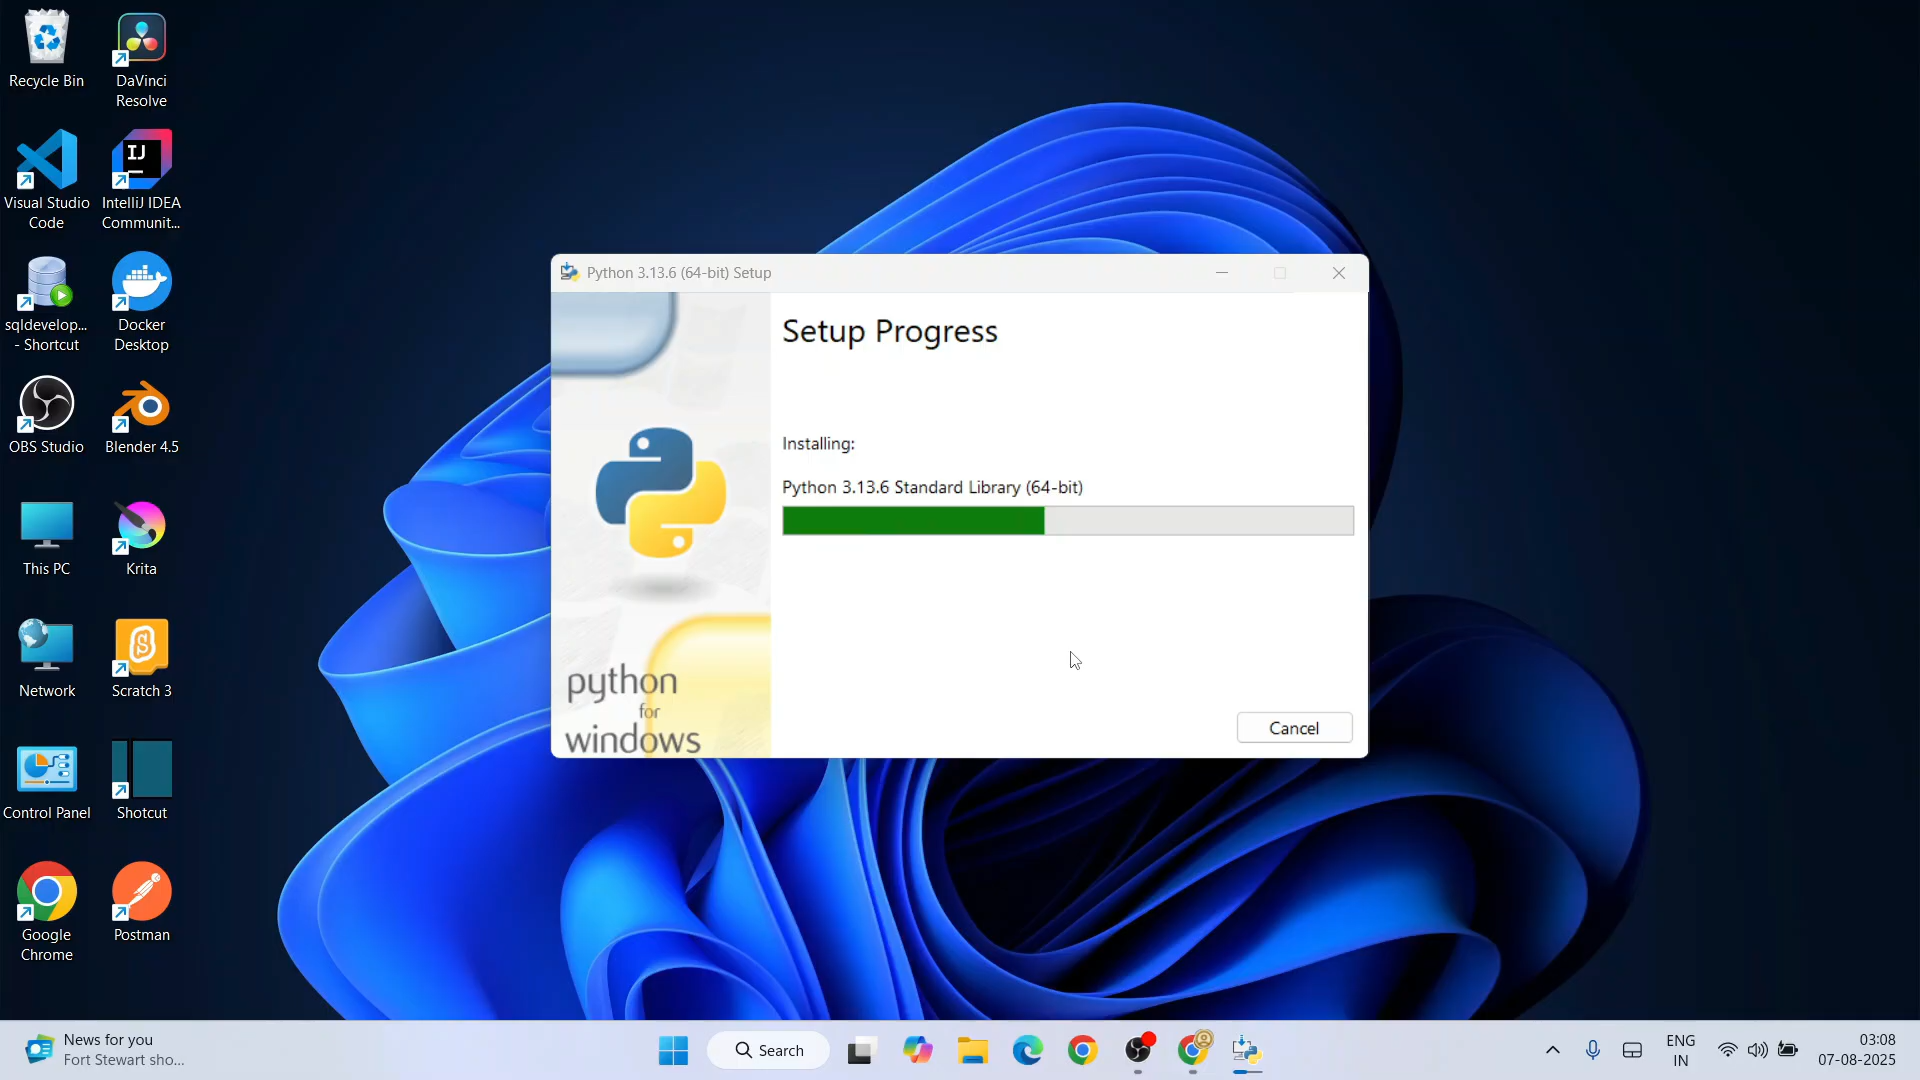 Recycle Bin
DaVinci
Resolve
Visual Studio
Code
IJ
IntelliJ IDEA
Communit...
sqldevelop...
- Shortcut
Docker
Desktop
OBS Studio
Blender 4.5
This PC
Krita
Network
S
Scratch 3
Control Panel
Shotcut
Google
Chrome
Postman
Python 3.13.6 (64-bit) Setup
Setup Progress
Installing:
Python 3.13.6 Standard Library (64-bit)
python
for
windows
Cancel
News for you
Fort Stewart sho...
Search
ENG
IN
03:08
07-08-2025